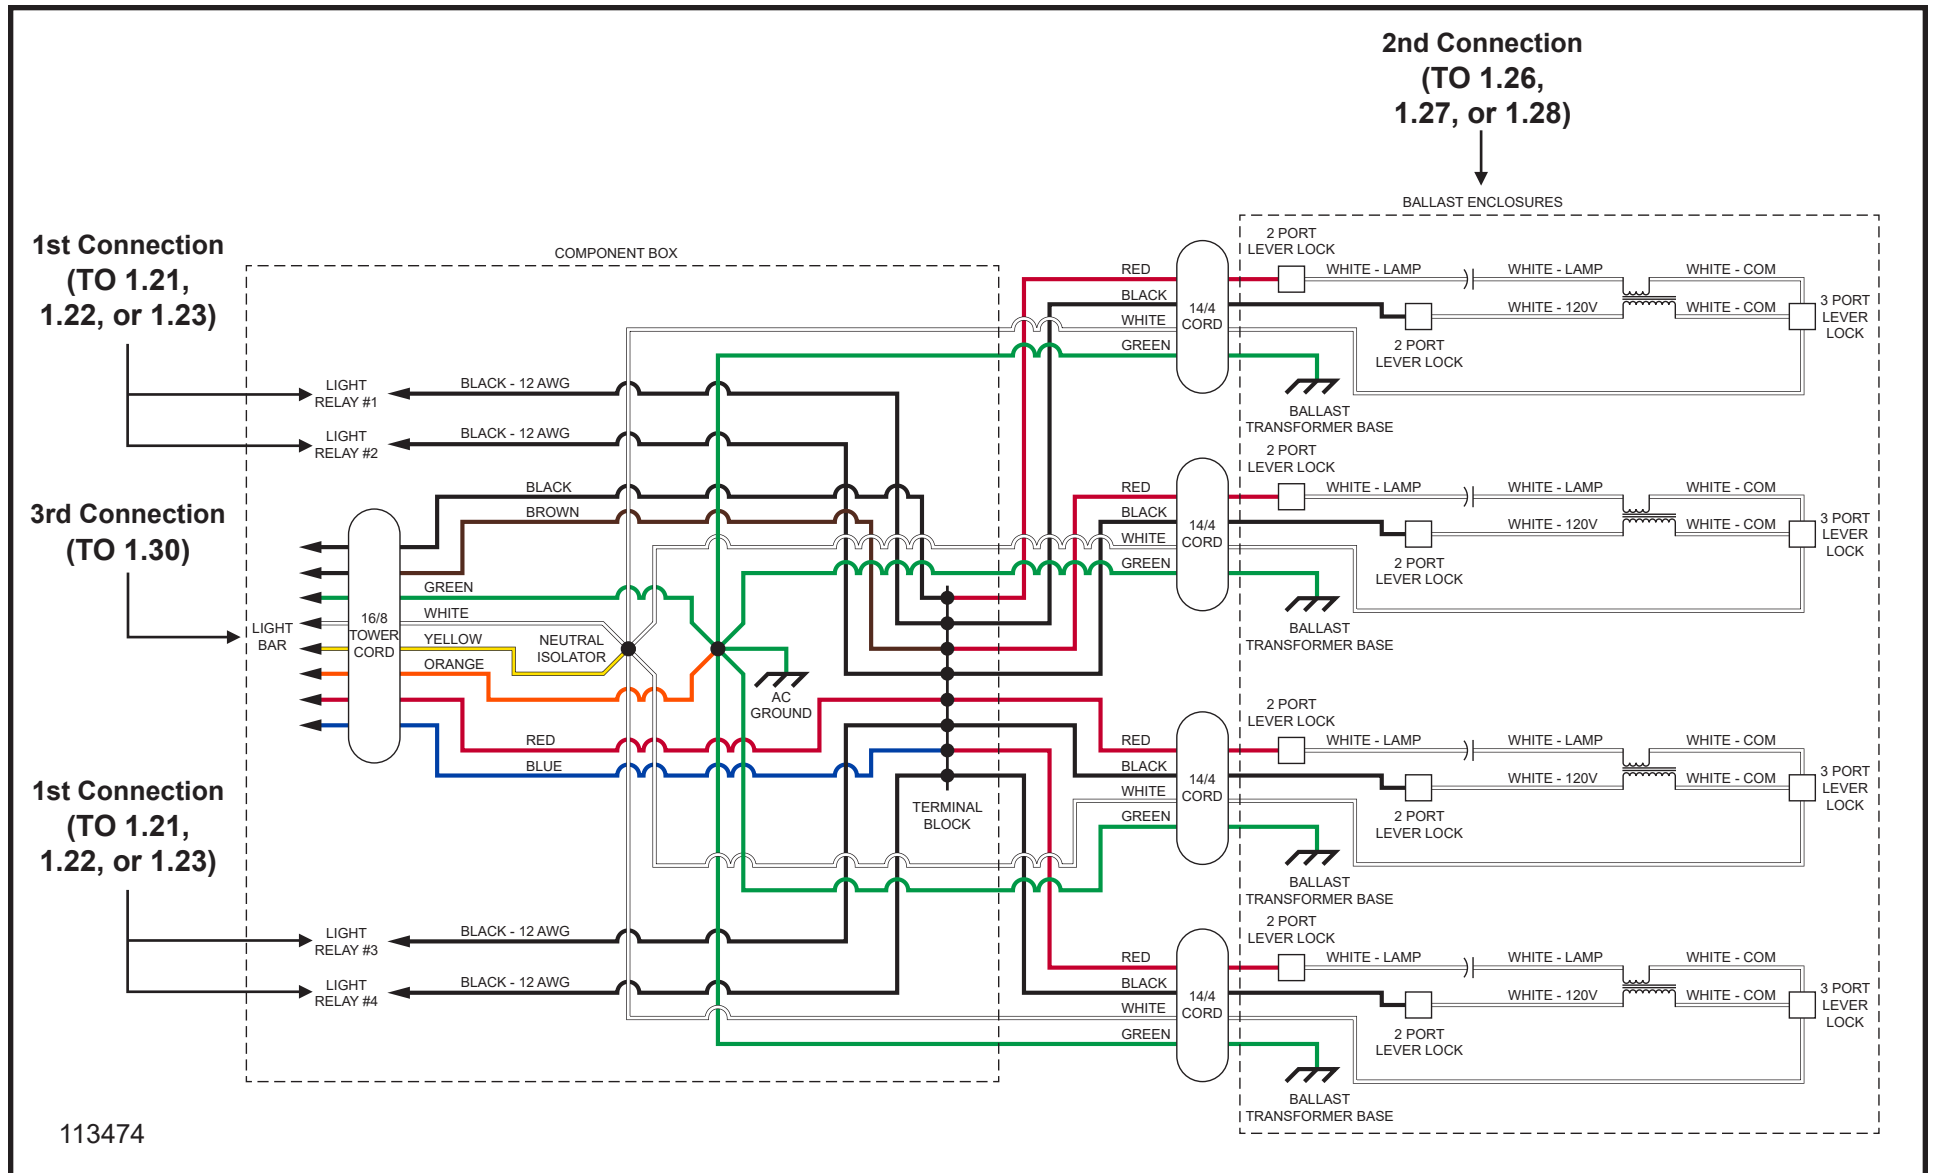 2nd Connection
(TO 1.26,
1.27, or 1.28)
BALLAST ENCLOSURES
1st Connection
(TO 1.21,
1.22, or 1.23)
COMPONENT BOX
LIGHT
RELAY #1
BLACK - 12 AWG
LIGHT
RELAY #2
BLACK - 12 AWG
3rd Connection
(TO 1.30)
LIGHT
BAR
16/8
TOWER
CORD
BLACK
BROWN
GREEN
WHITE
YELLOW
ORANGE
RED
BLUE
NEUTRAL
ISOLATOR
AC
GROUND
TERMINAL
BLOCK
1st Connection
(TO 1.21,
1.22, or 1.23)
LIGHT
RELAY #3
BLACK - 12 AWG
LIGHT
RELAY #4
BLACK - 12 AWG
RED
BLACK
WHITE
GREEN
14/4
CORD
2 PORT
LEVER LOCK
WHITE - LAMP
WHITE - LAMP
WHITE - COM
WHITE - 120V
WHITE - COM
3 PORT
LEVER
LOCK
2 PORT
LEVER LOCK
BALLAST
TRANSFORMER BASE
RED
BLACK
WHITE
GREEN
14/4
CORD
2 PORT
LEVER LOCK
WHITE - LAMP
WHITE - LAMP
WHITE - COM
WHITE - 120V
WHITE - COM
3 PORT
LEVER
LOCK
2 PORT
LEVER LOCK
BALLAST
TRANSFORMER BASE
RED
BLACK
WHITE
GREEN
14/4
CORD
2 PORT
LEVER LOCK
WHITE - LAMP
WHITE - LAMP
WHITE - COM
WHITE - 120V
WHITE - COM
3 PORT
LEVER
LOCK
2 PORT
LEVER LOCK
BALLAST
TRANSFORMER BASE
RED
BLACK
WHITE
GREEN
14/4
CORD
2 PORT
LEVER LOCK
WHITE - LAMP
WHITE - LAMP
WHITE - COM
WHITE - 120V
WHITE - COM
3 PORT
LEVER
LOCK
2 PORT
LEVER LOCK
BALLAST
TRANSFORMER BASE
113474